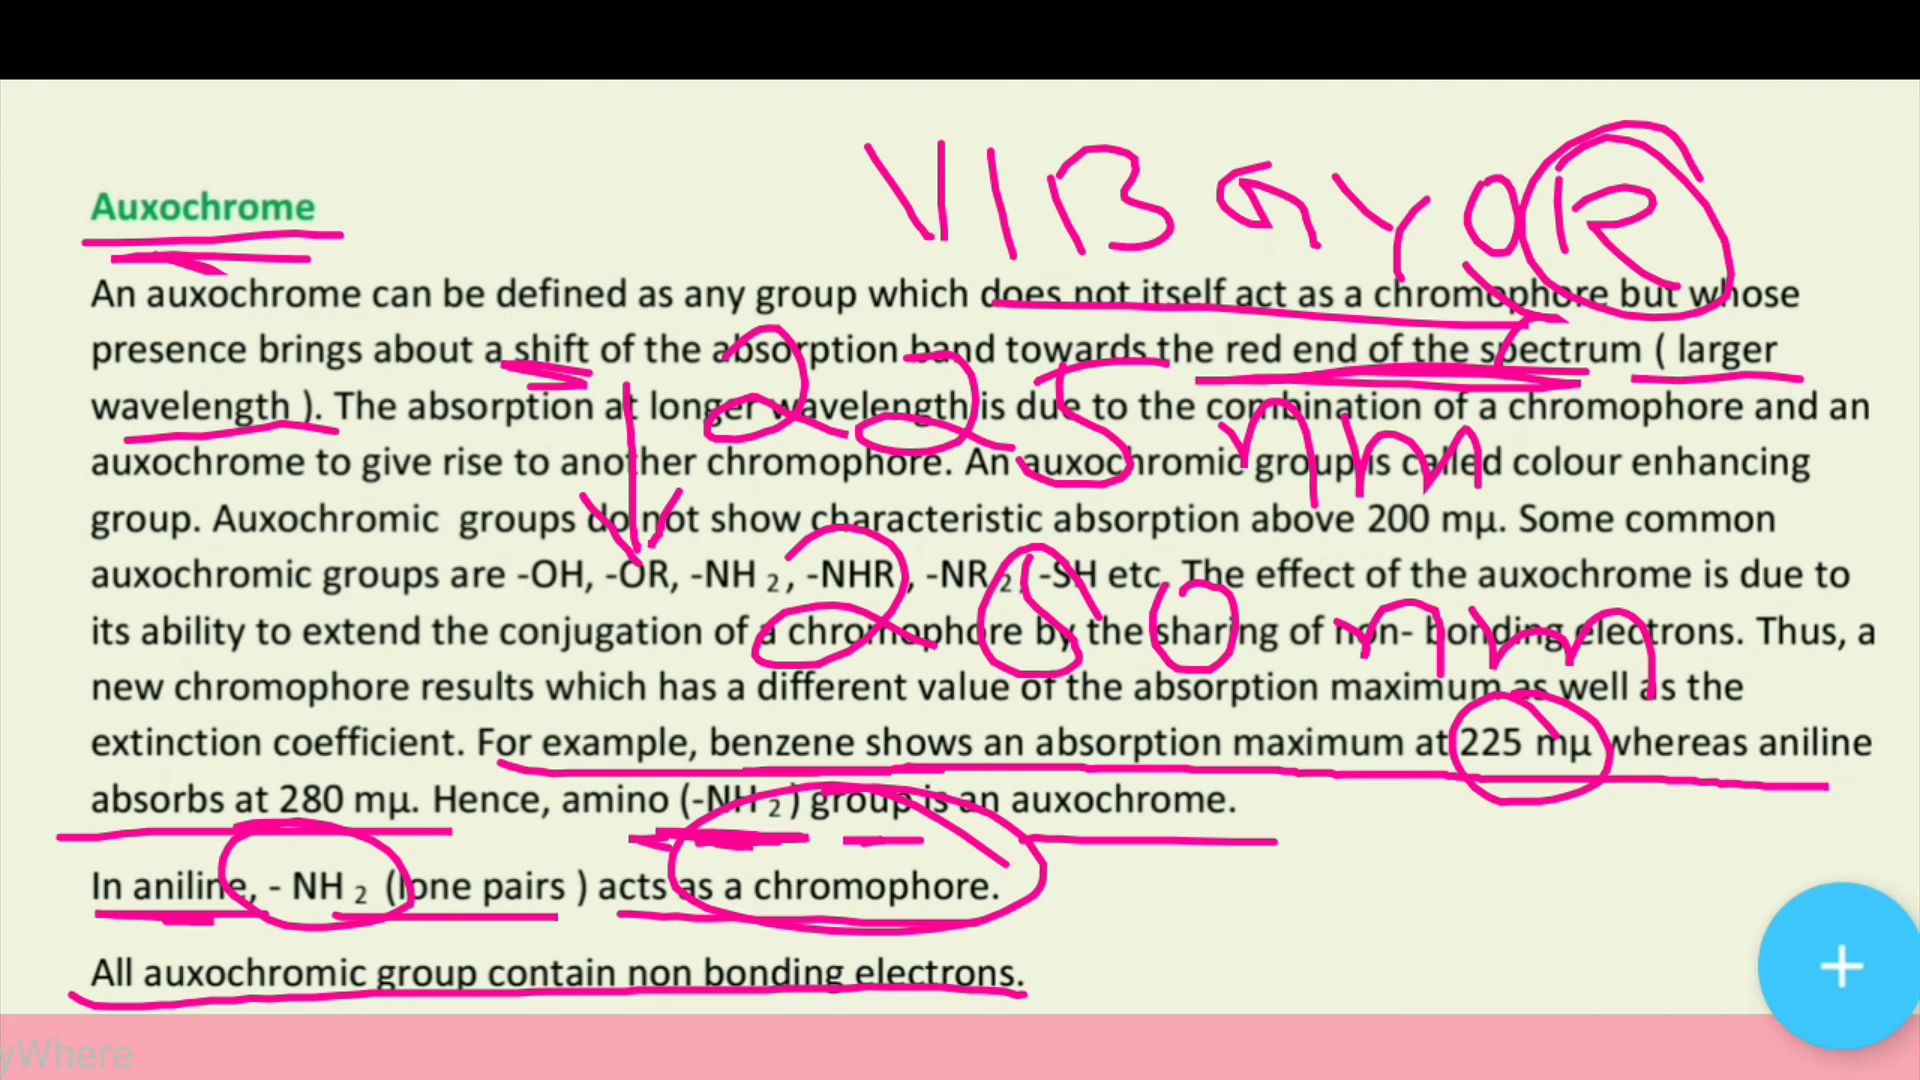 VIBGYOR
Auxochrome
An auxochrome can be defined as any group which does not itself act as a chromophore but whose
presence brings about a shift of the absorption band towards the red end of the spectrum ( larger
wavelength ). The absorption at longer wavelength is due to the combination of a chromophore and an
auxochrome to give rise to another chromophore. An auxochromic group is called colour enhancing
group. Auxochromic groups do not show characteristic absorption above 200 mμ. Some common
auxochromic groups are -OH, -OR, -NH 2 , -NHR , -NR 2, -SH etc. The effect of the auxochrome is due to
its ability to extend the conjugation of a chromophore by the sharing of non- bonding electrons. Thus, a
new chromophore results which has a different value of the absorption maximum as well as the
extinction coefficient. For example, benzene shows an absorption maximum at 225 mμ whereas aniline
absorbs at 280 mμ. Hence, amino (-NH 2 ) group is an auxochrome.
In aniline, - NH 2 (lone pairs ) acts as a chromophore.
All auxochromic group contain non bonding electrons.
225 nm
280 nm
yWhere